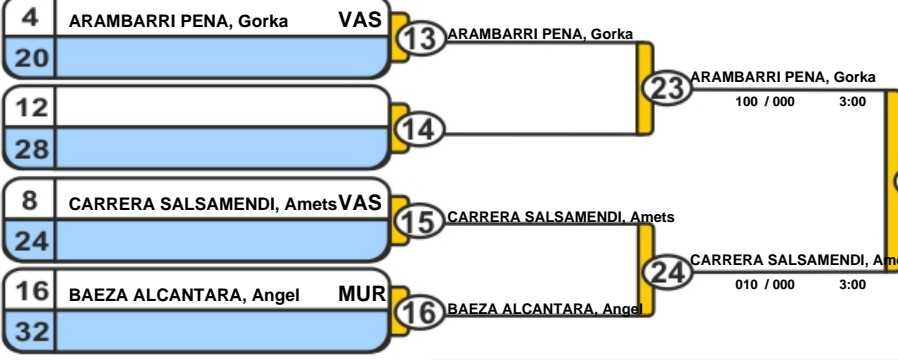 4 ARAMBARRI PENA, Gorka VAS
20
13 ARAMBARRI PENA, Gorka
12
28
14
23 ARAMBARRI PENA, Gorka
100 / 000 3:00
8 CARRERA SALSAMENDI, Amets VAS
24
15 CARRERA SALSAMENDI, Amets
16 BAEZA ALCANTARA, Angel MUR
32
16 BAEZA ALCANTARA, Angel
24 CARRERA SALSAMENDI, Ame
010 / 000 3:00